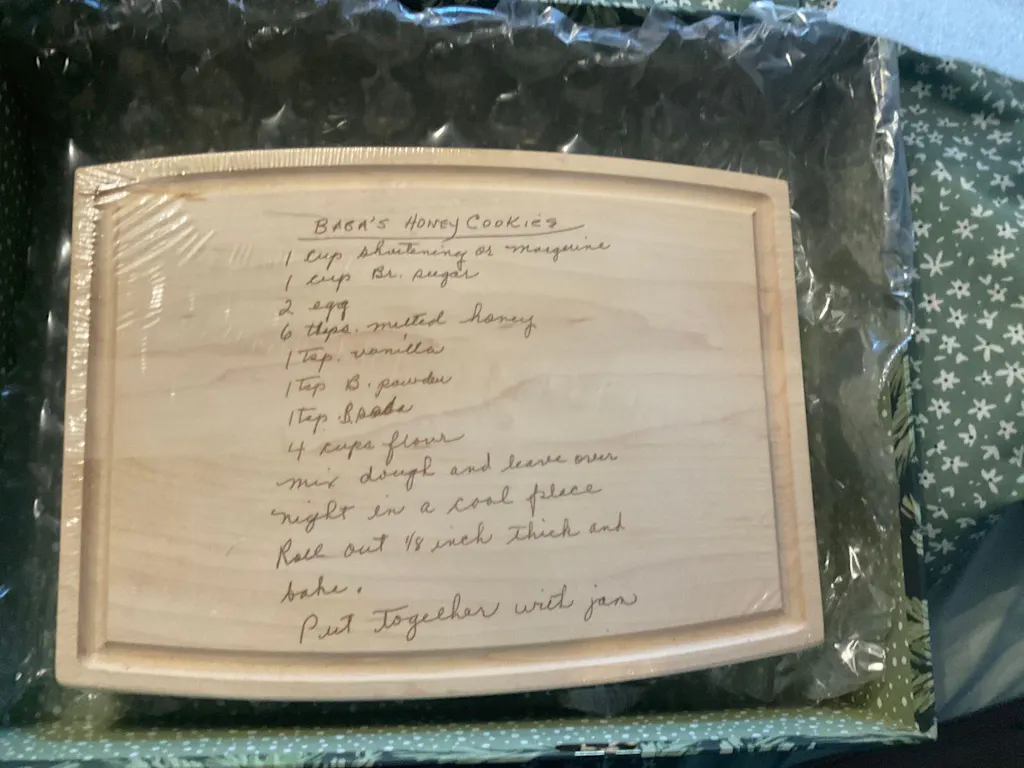 BABA'S HONEY COOKIES
1 cup shortening or margerine
1 cup Br. sugar
2 egg
6 tbsps. melted honey
1 Tsp. vanilla
1 Tsp B. powder
1 Tsp. B soda
4 cups flour
mix dough and leave over
night in a cool place
Roll out 1/8 inch thick and
bake.
Put together with jam